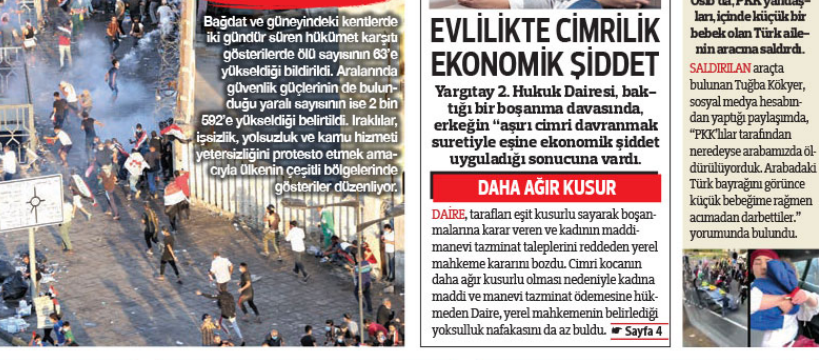 Bağdat ve güneyindeki kentlerde
iki gündür süren hükümet karşıtı
gösterilerde ölü sayısının 63'e
yükseldiği bildirildi. Aralarında
güvenlik güçlerinin de bulun-
duğu yaralı sayısının ise 2 bin
592'e yükseldiği belirtildi. Iraklılar,
işsizlik, yolsuzluk ve kamu hizmeti
yetersizliğini protesto etmek ama-
cıyla ülkenin çeşitli bölgelerinde
gösteriler düzenliyor.
EVLİLİKTE CİMRİLİK
EKONOMİK ŞİDDET
Yargıtay 2. Hukuk Dairesi, bak-
tığı bir boşanma davasında,
erkeğin “aşırı cimri davranmak
suretiyle eşine ekonomik şiddet
uyguladığı sonucuna vardı.
DAHA AĞIR KUSUR
DAİRE, tarafları eşit kusurlu sayarak boşan-
malarına karar veren ve kadının maddi-
manevi tazminat taleplerini reddeden yerel
mahkeme kararını bozdu. Cimri kocanın
daha ağır kusurlu olması nedeniyle kadına
maddi ve manevi tazminat ödemesine hük-
meden Daire, yerel mahkemenin belirlediği
yoksulluk nafakasını da az buldu. Sayfa 4
Oslo'da, PKK yandaş-
ları, içinde küçük bir
bebek olan Türk aile-
nin aracına saldırdı.
SALDIRILAN araçta
bulunan Tuğba Kökyer,
sosyal medya hesabın-
dan yaptığı paylaşımda,
“PKK'lılar tarafından
neredeyse arabamızda öl-
dürülüyorduk. Arabadaki
Türk bayrağını görünce
küçük bebeğime rağmen
acımadan darbettiler.”
yorumunda bulundu.